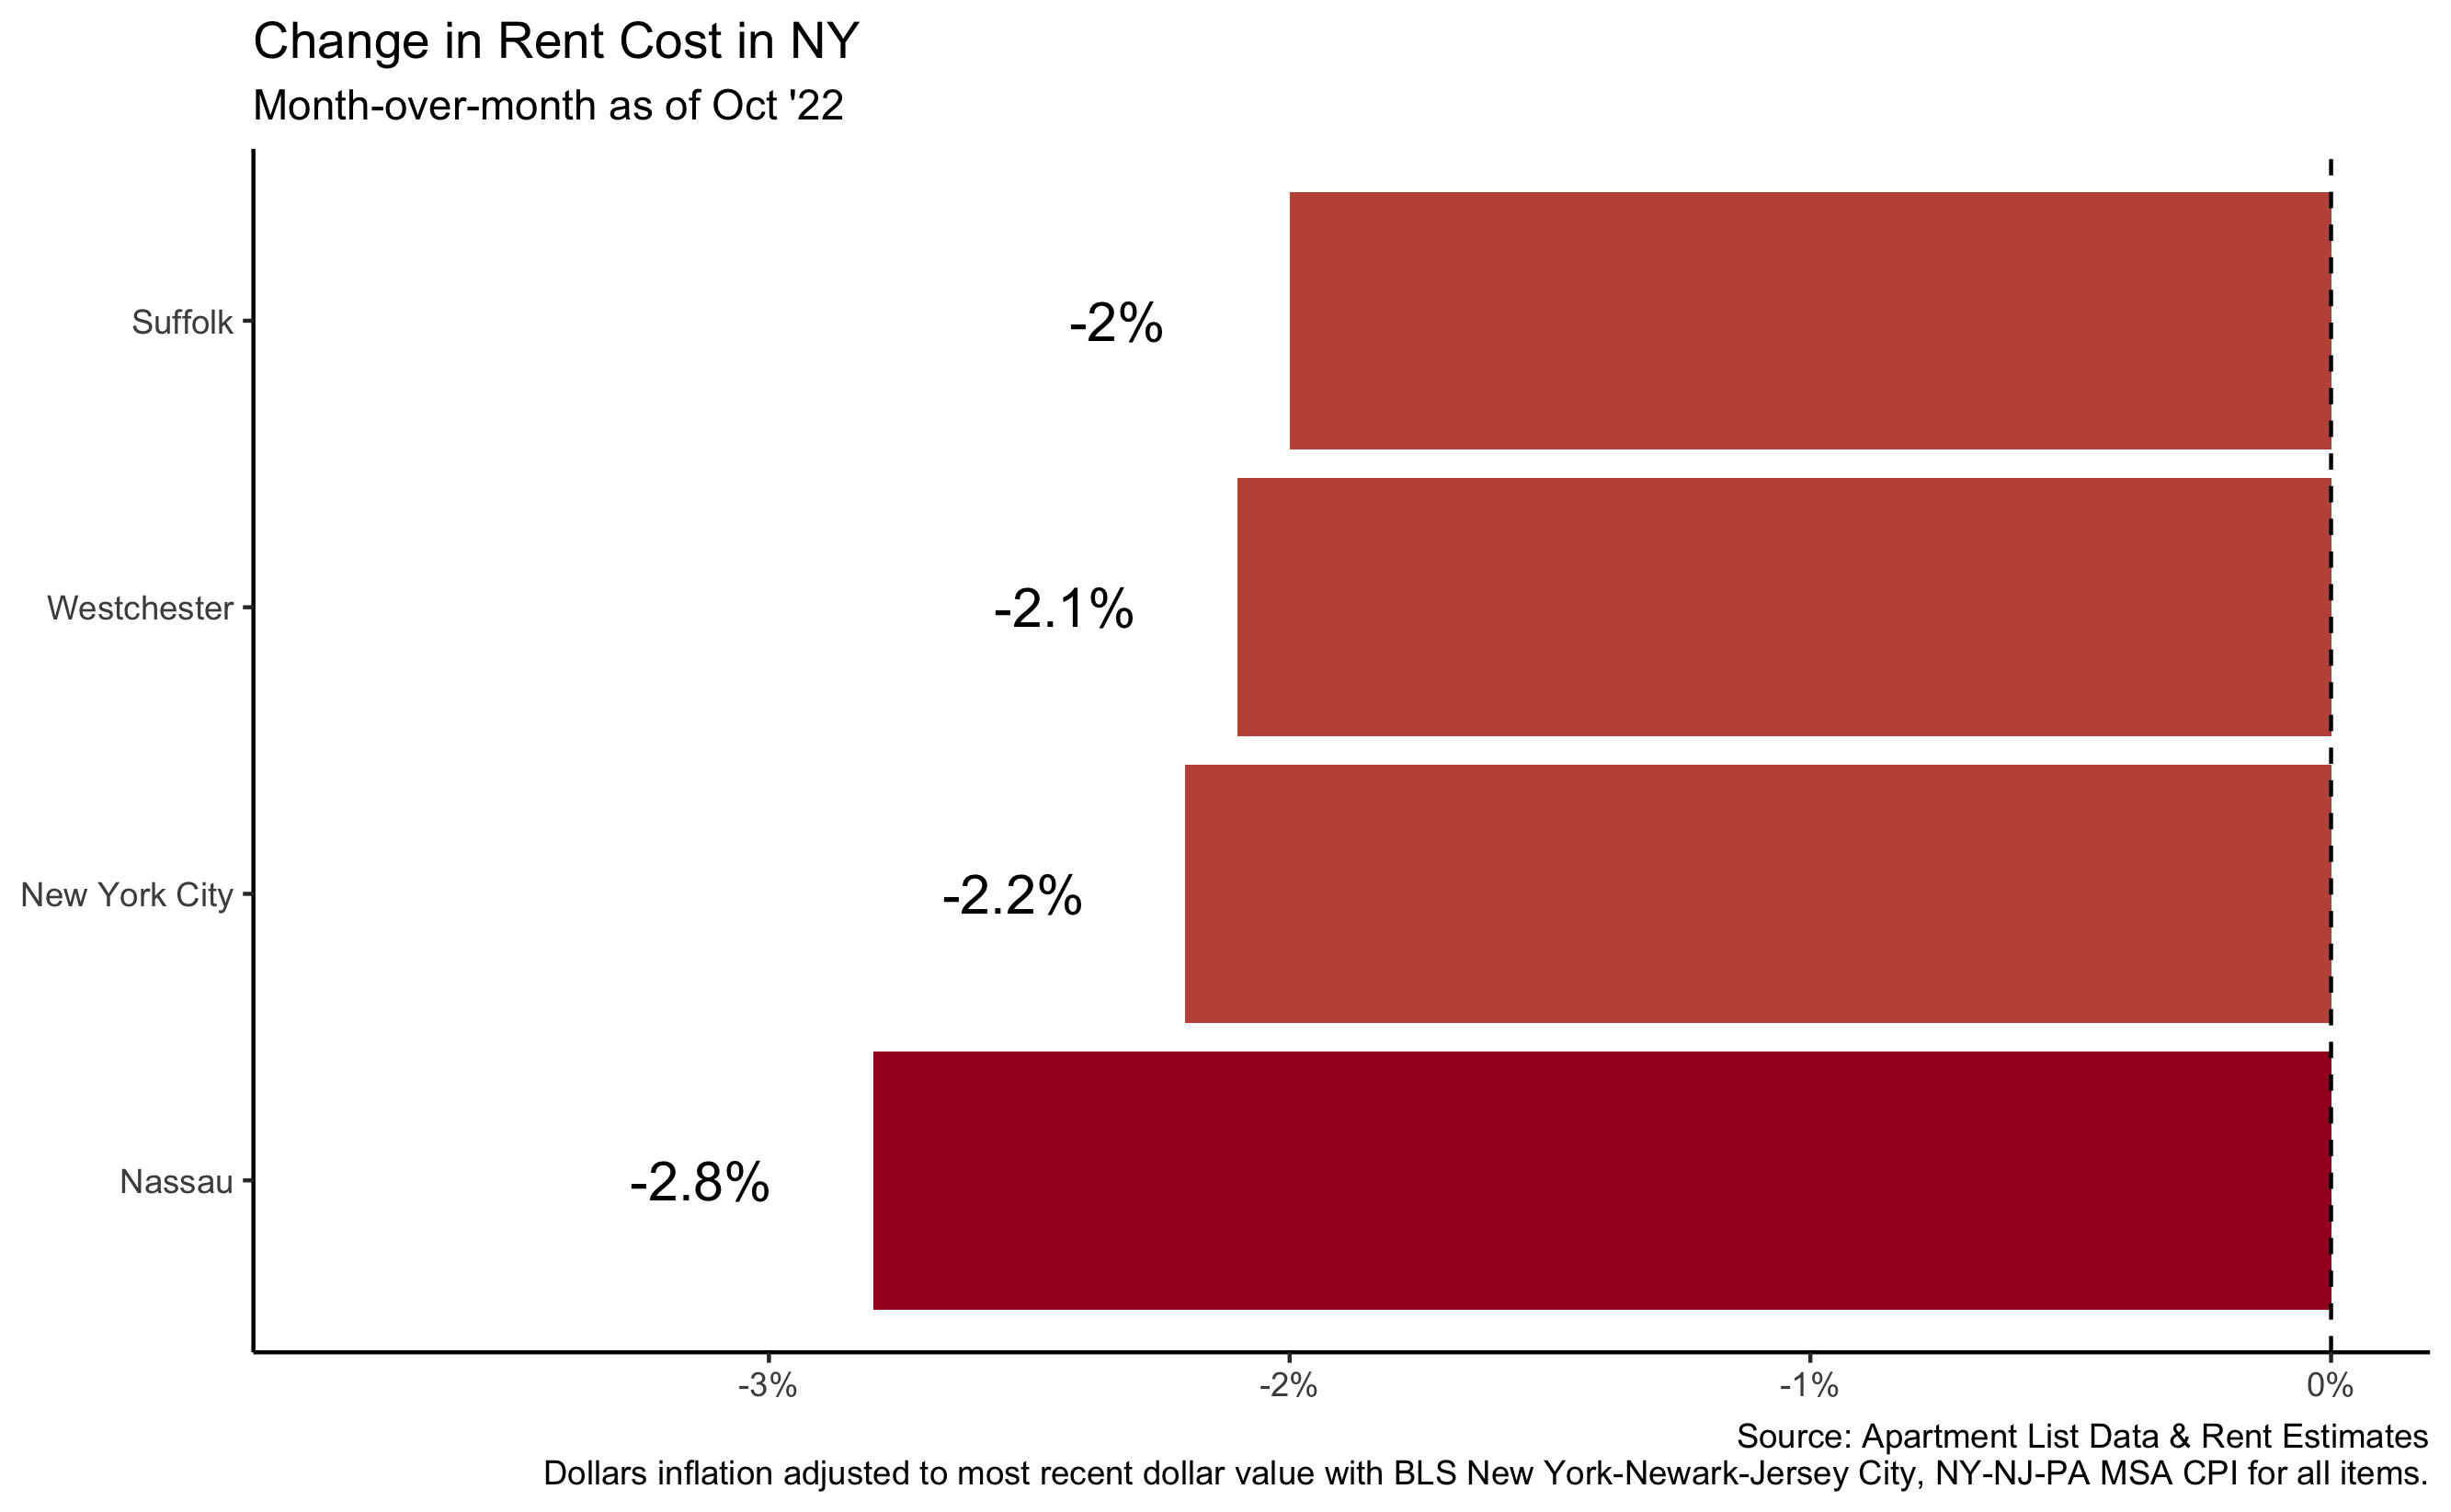 Change in Rent Cost in NY
Month-over-month as of Oct '22
Suffolk
-2%
Westchester
-2.1%
New York City
-2.2%
Nassau
-2.8%
-3%
-2%
-1%
0%
Source: Apartment List Data & Rent Estimates
Dollars inflation adjusted to most recent dollar value with BLS New York-Newark-Jersey City, NY-NJ-PA MSA CPI for all items.